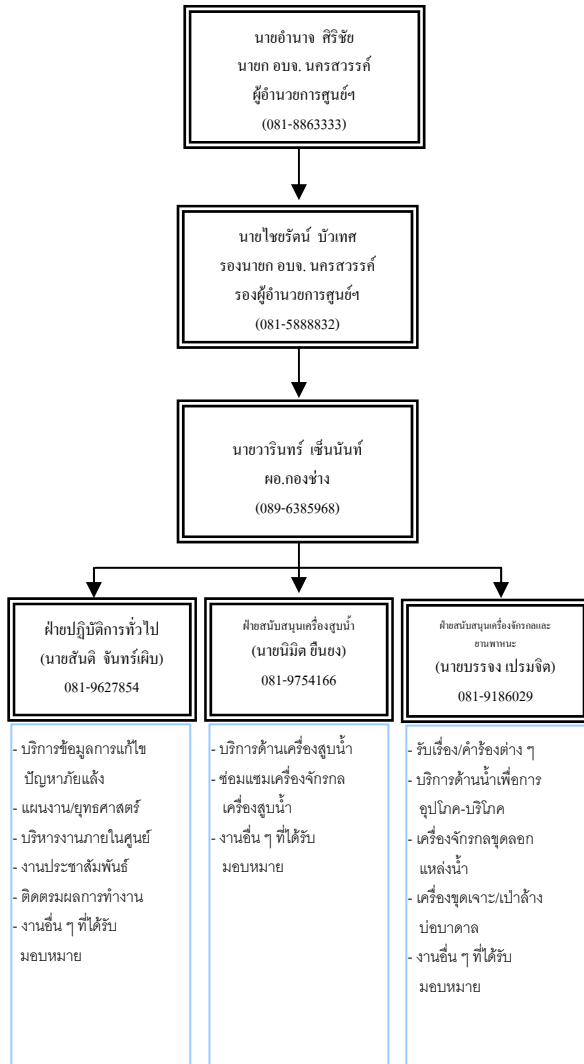 นายอำนาจ ศิริชัย
นายก อบจ. นครสวรรค์
ผู้อำนวยการศูนย์ฯ
(081-8863333)
นายไชยรัตน์ บัวเทศ
รองนายก อบจ. นครสวรรค์
รองผู้อำนวยการศูนย์ฯ
(081-5888832)
นายวารินทร์ เซ็นนันท์
ผอ.กองช่าง
(089-6385968)
ฝ่ายปฏิบัติการทั่วไป
(นายสันติ จันทร์เผิบ)
081-9627854
- บริการข้อมูลการแก้ไข
ปัญหาภัยแล้ง
- แผนงาน/ยุทธศาสตร์
- บริหารงานภายในศูนย์
- งานประชาสัมพันธ์
- ติดตรมผลการทำงาน
- งานอื่น ๆ ที่ได้รับ
มอบหมาย
ฝ่ายสนับสนุนเครื่องสูบน้ำ
(นายนิมิต ยืนยง)
081-9754166
- บริการด้านเครื่องสูบน้ำ
- ซ่อมแซมเครื่องจักรกล
เครื่องสูบน้ำ
- งานอื่น ๆ ที่ได้รับ
มอบหมาย
ฝ่ายสนับสนุนเครื่องจักรกลและ
ยานพาหนะ
(นายบรรจง เปรมจิต)
081-9186029
- รับเรื่อง/คำร้องต่าง ๆ
- บริการด้านน้ำเพื่อการ
อุปโภค-บริโภค
- เครื่องจักรกลขุดลอก
แหล่งน้ำ
- เครื่องขุดเจาะ/เป่าล้าง
บ่อบาดาล
- งานอื่น ๆ ที่ได้รับ
มอบหมาย